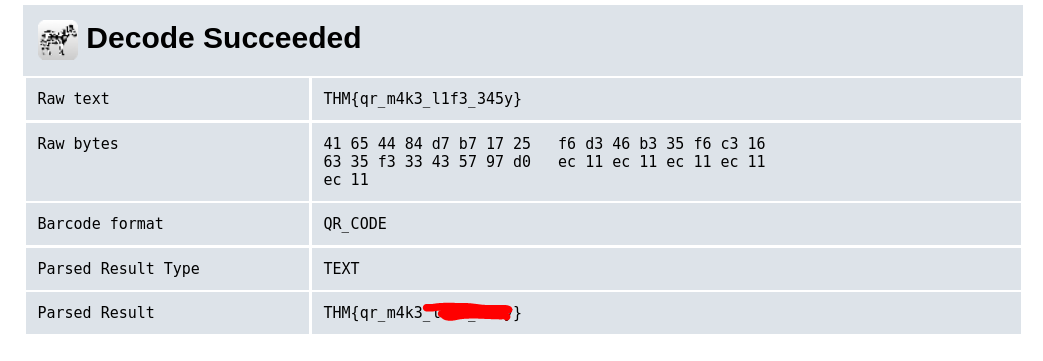 Decode Succeeded
Raw text THM{qr_m4k3_l1f3_345y}
Raw bytes 41 65 44 84 d7 b7 17 25 f6 d3 46 b3 35 f6 c3 16
63 35 f3 33 43 57 97 d0 ec 11 ec 11 ec 11 ec 11
ec 11
Barcode format QR_CODE
Parsed Result Type TEXT
Parsed Result THM{qr_m4k3_ }